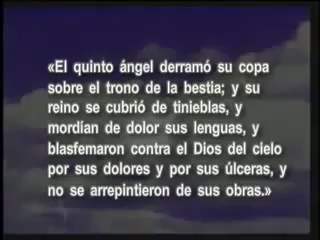 «El quinto ángel derramó su copa
sobre el trono de la bestia; y su
reino se cubrió de tinieblas, y
mordían de dolor sus lenguas, y
blasfemaron contra el Dios del cielo
por sus dolores y por sus úlceras, y
no se arrepintieron de sus obras.»